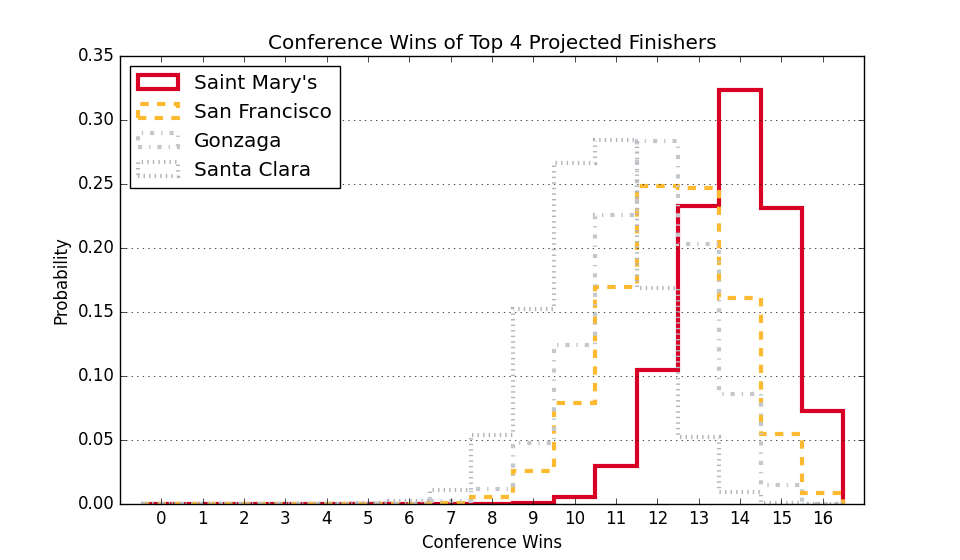 Conference Wins of Top 4 Projected Finishers
0.35
0.30
0.25
0.20
0.15
0.10
0.05
0.00
Probability
Saint Mary's
San Francisco
Gonzaga
Santa Clara
0 1 2 3 4 5 6 7 8 9 10 11 12 13 14 15 16
Conference Wins